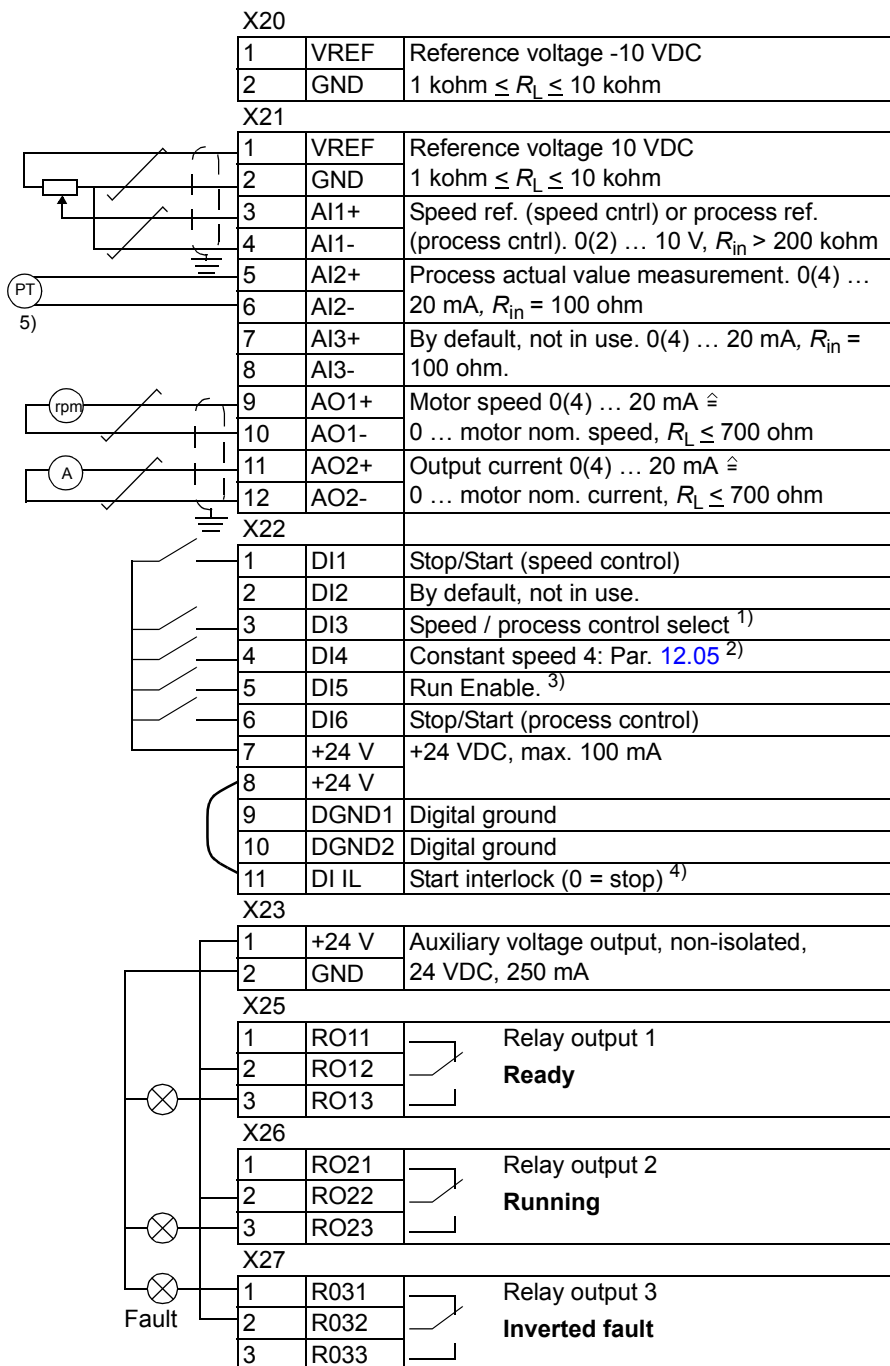 X20
1 VREF Reference voltage -10 VDC
2 GND 1 kohm ≤ RL ≤ 10 kohm
X21
1 VREF Reference voltage 10 VDC
2 GND 1 kohm ≤ RL ≤ 10 kohm
3 AI1+ Speed ref. (speed cntrl) or process ref.
4 AI1- (process cntrl). 0(2) … 10 V, Rin > 200 kohm
PT 5 AI2+ Process actual value measurement. 0(4) …
6 AI2- 20 mA, Rin = 100 ohm
5)
7 AI3+ By default, not in use. 0(4) … 20 mA, Rin =
8 AI3- 100 ohm.
rpm 9 AO1+ Motor speed 0(4) … 20 mA ≙
10 AO1- 0 … motor nom. speed, RL ≤ 700 ohm
A 11 AO2+ Output current 0(4) … 20 mA ≙
12 AO2- 0 … motor nom. current, RL ≤ 700 ohm
X22
1 DI1 Stop/Start (speed control)
2 DI2 By default, not in use.
3 DI3 Speed / process control select 1)
4 DI4 Constant speed 4: Par. 12.05 2)
5 DI5 Run Enable. 3)
6 DI6 Stop/Start (process control)
7 +24 V +24 VDC, max. 100 mA
8 +24 V
9 DGND1 Digital ground
10 DGND2 Digital ground
11 DI IL Start interlock (0 = stop) 4)
X23
1 +24 V Auxiliary voltage output, non-isolated,
2 GND 24 VDC, 250 mA
X25
1 RO11 Relay output 1
2 RO12 Ready
3 RO13
X26
1 RO21 Relay output 2
2 RO22 Running
3 RO23
X27
1 R031 Relay output 3
Fault 2 R032 Inverted fault
3 R033